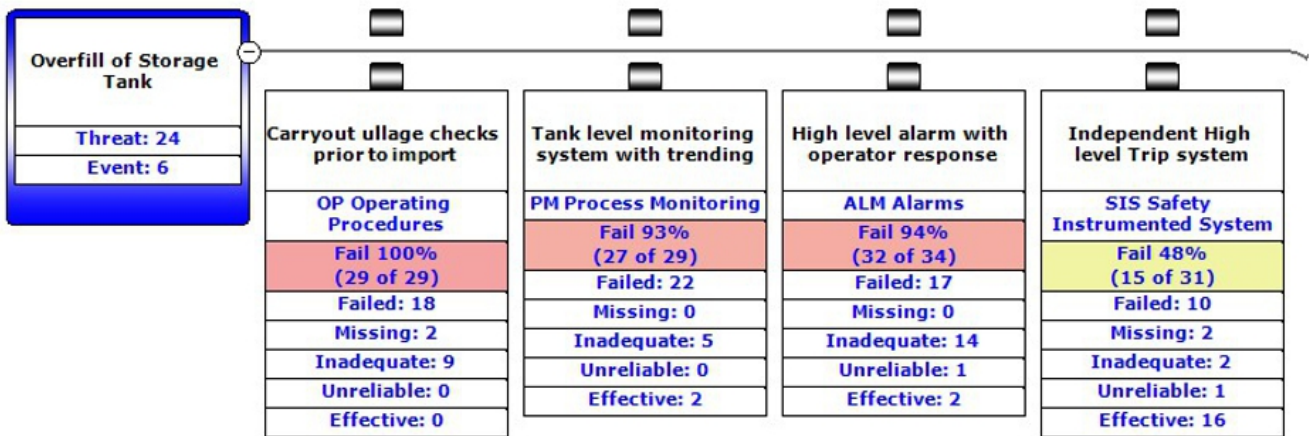 Overfill of Storage
Tank
Threat: 24
Event: 6
Carryout ullage checks
prior to import
OP Operating
Procedures
Fail 100%
(29 of 29)
Failed: 18
Missing: 2
Inadequate: 9
Unreliable: 0
Effective: 0
Tank level monitoring
system with trending
PM Process Monitoring
Fail 93%
(27 of 29)
Failed: 22
Missing: 0
Inadequate: 5
Unreliable: 0
Effective: 2
High level alarm with
operator response
ALM Alarms
Fail 94%
(32 of 34)
Failed: 17
Missing: 0
Inadequate: 14
Unreliable: 1
Effective: 2
Independent High
level Trip system
SIS Safety
Instrumented System
Fail 48%
(15 of 31)
Failed: 10
Missing: 2
Inadequate: 2
Unreliable: 1
Effective: 16